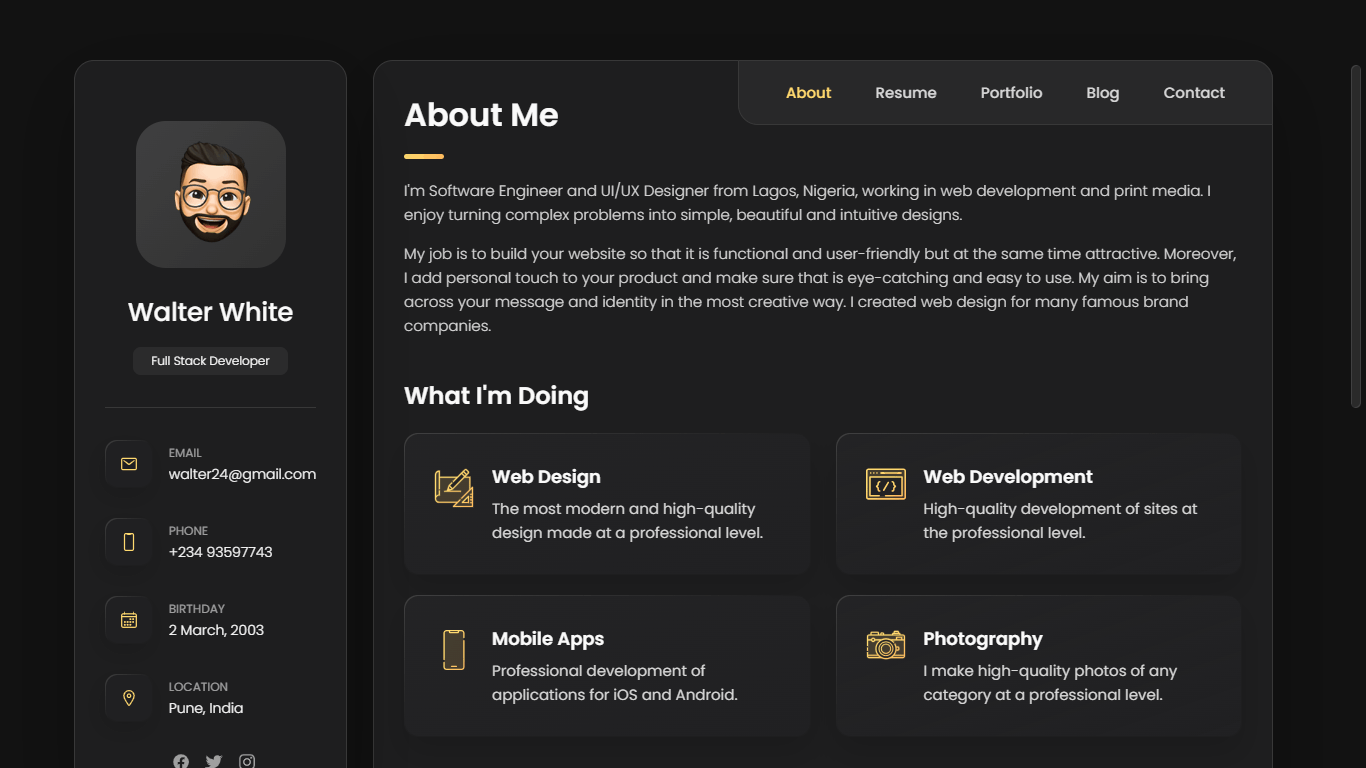 Walter White
Full Stack Developer
EMAIL
walter24@gmail.com
PHONE
+234 93597743
BIRTHDAY
2 March, 2003
LOCATION
Pune, India
About Resume Portfolio Blog Contact
About Me
I'm Software Engineer and UI/UX Designer from Lagos, Nigeria, working in web development and print media. I
enjoy turning complex problems into simple, beautiful and intuitive designs.
My job is to build your website so that it is functional and user-friendly but at the same time attractive. Moreover,
I add personal touch to your product and make sure that is eye-catching and easy to use. My aim is to bring
across your message and identity in the most creative way. I created web design for many famous brand
companies.
What I'm Doing
Web Design
The most modern and high-quality
design made at a professional level.
Web Development
High-quality development of sites at
the professional level.
Mobile Apps
Professional development of
applications for iOS and Android.
Photography
I make high-quality photos of any
category at a professional level.